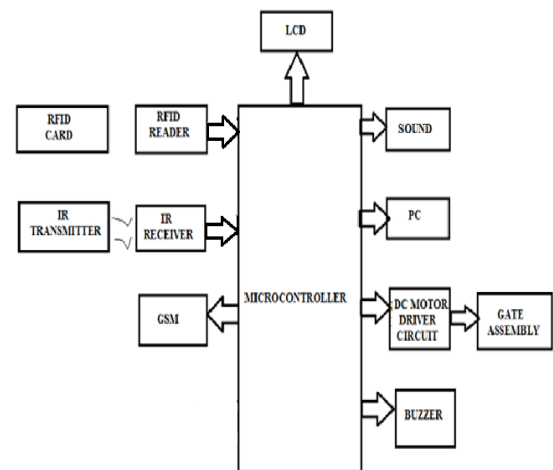 LCD
RFID
CARD
RFID
READER
SOUND
IR
TRANSMITTER
IR
RECEIVER
PC
MICROCONTROLLER
GSM
DC MOTOR
DRIVER
CIRCUIT
GATE
ASSEMBLY
BUZZER